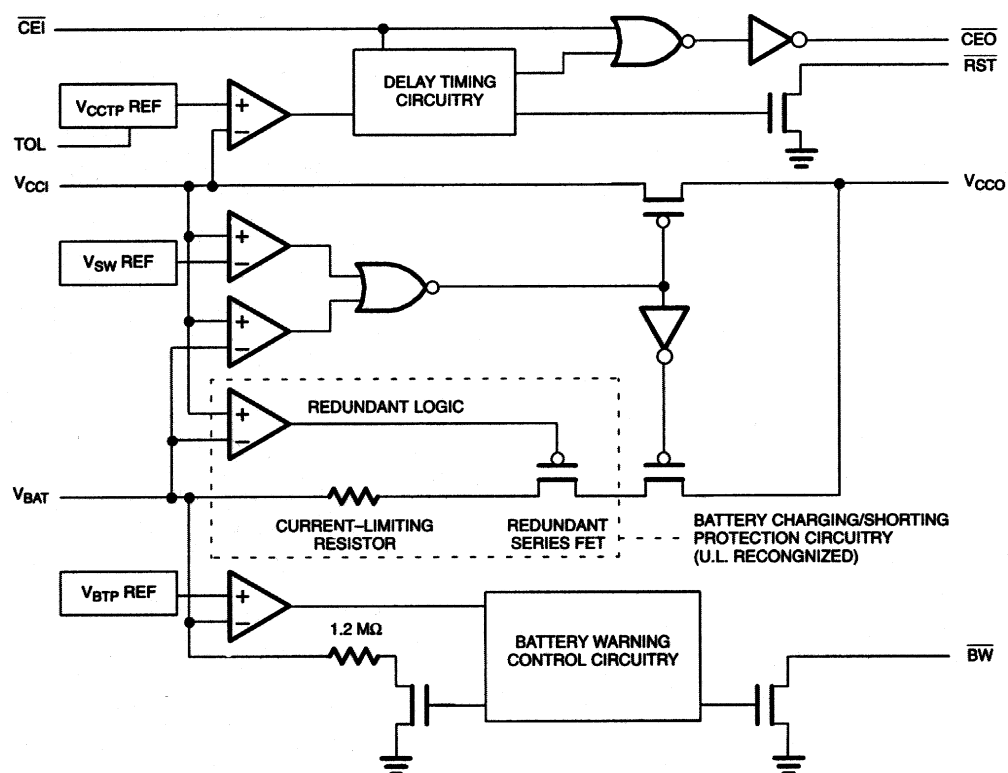 CEI
CEO
DELAY TIMING
CIRCUITRY
RST
VCCTP REF
+
−
TOL
VCCI
VCCO
+
−
VSW REF
+
−
REDUNDANT LOGIC
+
−
VBAT
CURRENT–LIMITING
RESISTOR
REDUNDANT
SERIES FET
BATTERY CHARGING/SHORTING
PROTECTION CIRCUITRY
(U.L. RECONGNIZED)
VBTP REF
+
−
1.2 MΩ
BATTERY WARNING
CONTROL CIRCUITRY
BW